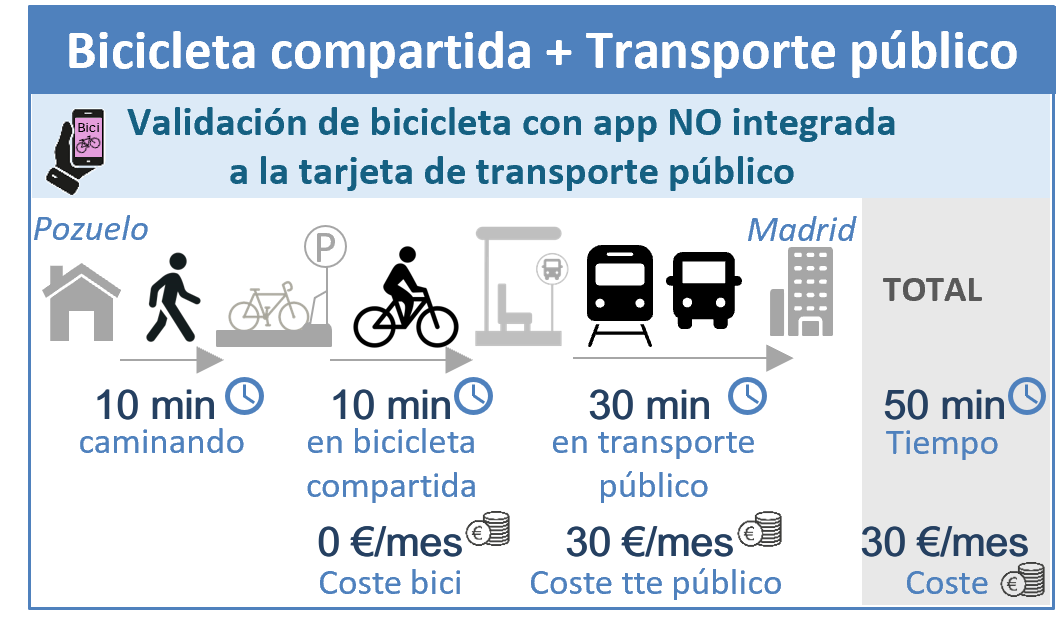 Bicicleta compartida + Transporte público
Bici
Validación de bicicleta con app NO integrada
a la tarjeta de transporte público
Pozuelo
P
Madrid
TOTAL
10 min
caminando
10 min
en bicicleta
compartida
30 min
en transporte
público
50 min
Tiempo
0 €/mes
€
Coste bici
30 €/mes
€
Coste tte público
30 €/mes
Coste
€